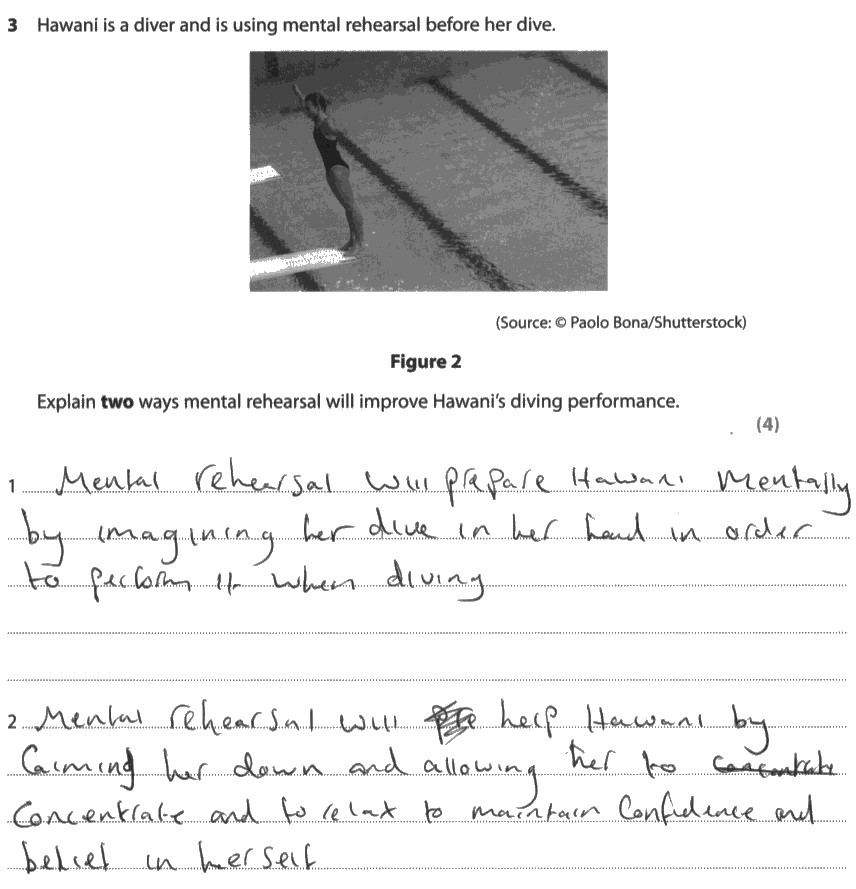 3 Hawani is a diver and is using mental rehearsal before her dive.
(Source: © Paolo Bona/Shutterstock)
Figure 2
Explain two ways mental rehearsal will improve Hawani's diving performance.
(4)
1 Mental rehearsal will prepare Hawani mentally
by imagining her dive in her head in order
to perform it when diving
2 Mental rehearsal will help Hawani by
Calming her down and allowing her to concentrate
Concentrate and to relax to maintain Confidence and
belief in herself